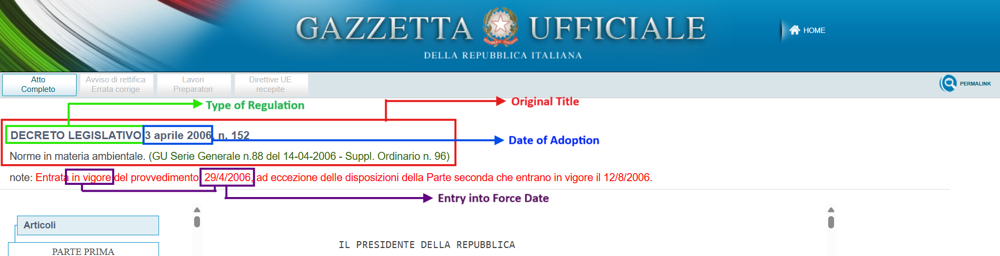 GAZZETTA UFFICIALE
DELLA REPUBBLICA ITALIANA
HOME
Atto Completo
Avviso di rettifica Errata corrige
Lavori Preparatori
Direttive UE recepite
PERMALINK
Type of Regulation
Original Title
DECRETO LEGISLATIVO 3 aprile 2006, n. 152
Date of Adoption
Norme in materia ambientale. (GU Serie Generale n.88 del 14-04-2006 - Suppl. Ordinario n. 96)
note: Entrata in vigore del provvedimento: 29/4/2006, ad eccezione delle disposizioni della Parte seconda che entrano in vigore il 12/8/2006.
Entry into Force Date
Articoli
IL PRESIDENTE DELLA REPUBBLICA
PARTE PRIMA